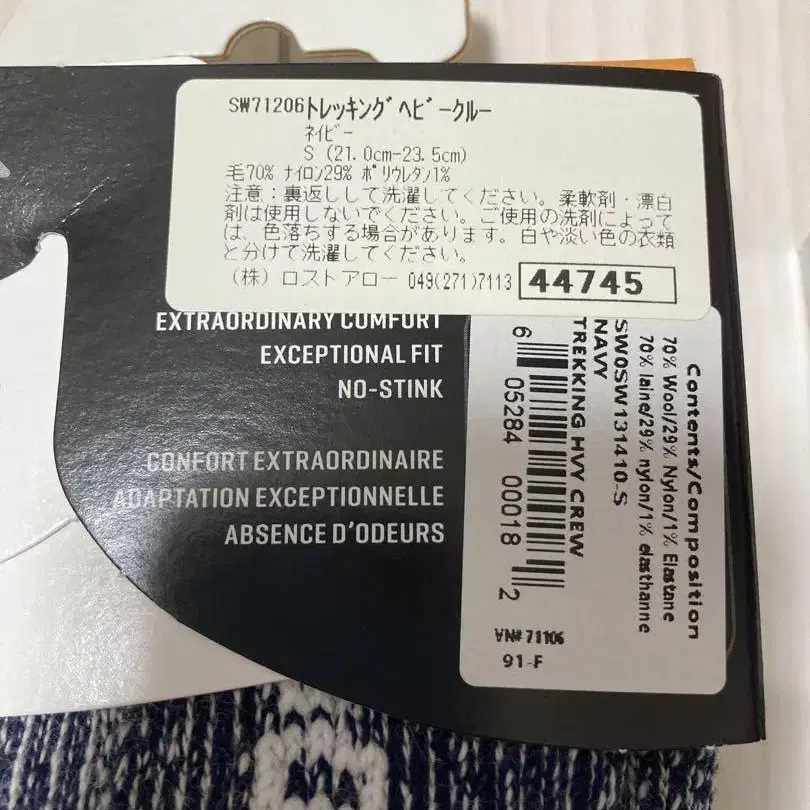 SW71206トレッキングヘビークルー
ネイビー
S (21.0cm-23.5cm)
毛70% ナイロン29% ポリウレタン1%
注意：裏返しして洗濯してください。柔軟剤・漂白
剤は使用しないでください。ご使用の洗剤によって
は、色落ちする場合があります。白や淡い色の衣類
と分けて洗濯してください。
(株) ロストアロー 049(271)7113 44745
EXTRAORDINARY COMFORT
EXCEPTIONAL FIT
NO-STINK
CONFORT EXTRAORDINAIRE
ADAPTATION EXCEPTIONNELLE
ABSENCE D'ODEURS
Contents/Composition
70% Wool/29% Nylon/1% Elastane
70% laine/29% nylon/1% elasthanne
SW0SW131410-S
NAVY
TREKKING HVY CREW
6 05284 00018 2
VN# 71106
91-F